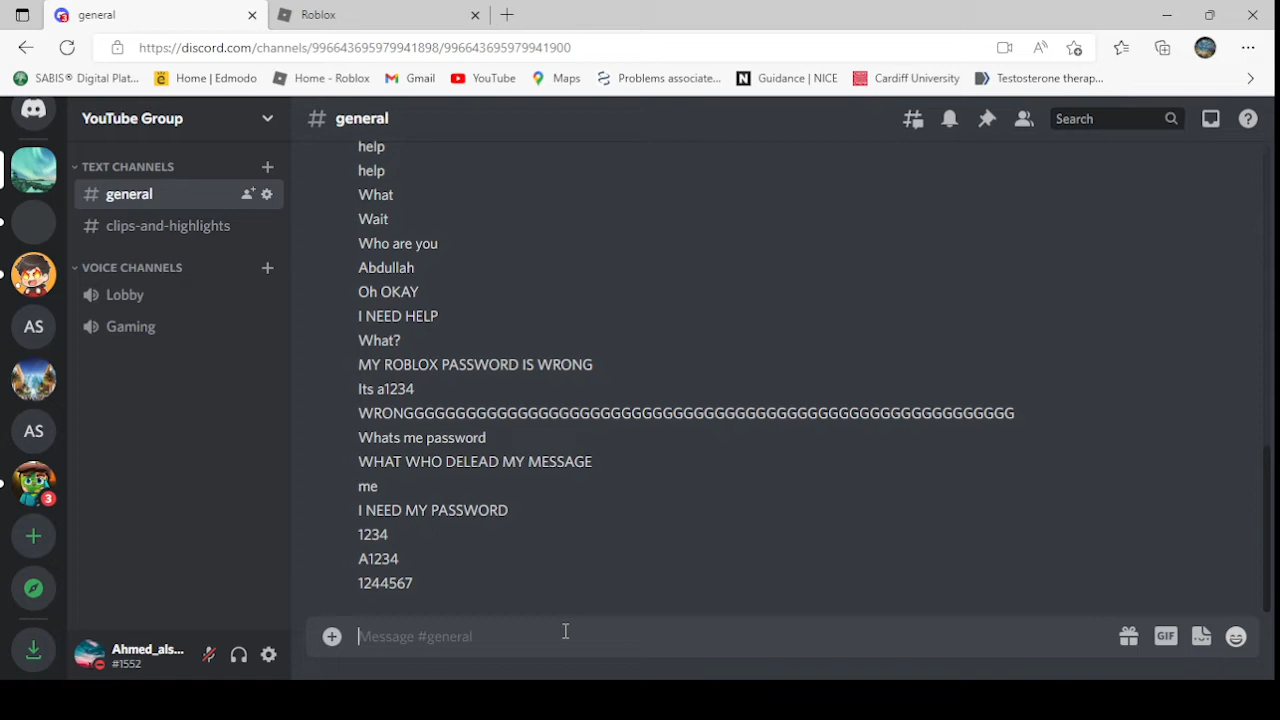 general
Roblox
https://discord.com/channels/996643695979941898/996643695979941900
SABIS® Digital Plat...
Home | Edmodo
Home - Roblox
Gmail
YouTube
Maps
Problems associate...
Guidance | NICE
Cardiff University
Testosterone therap...
YouTube Group
general
Search
TEXT CHANNELS
general
clips-and-highlights
VOICE CHANNELS
Lobby
Gaming
AS
AS
3
help
help
What
Wait
Who are you
Abdullah
Oh OKAY
I NEED HELP
What?
MY ROBLOX PASSWORD IS WRONG
Its a1234
WRONGGGGGGGGGGGGGGGGGGGGGGGGGGGGGGGGGGGGGGGGGGGGGGGGGGGGGGGGGGG
Whats me password
WHAT WHO DELEAD MY MESSAGE
me
I NEED MY PASSWORD
1234
A1234
1244567
Message #general
GIF
Ahmed_als...
#1552